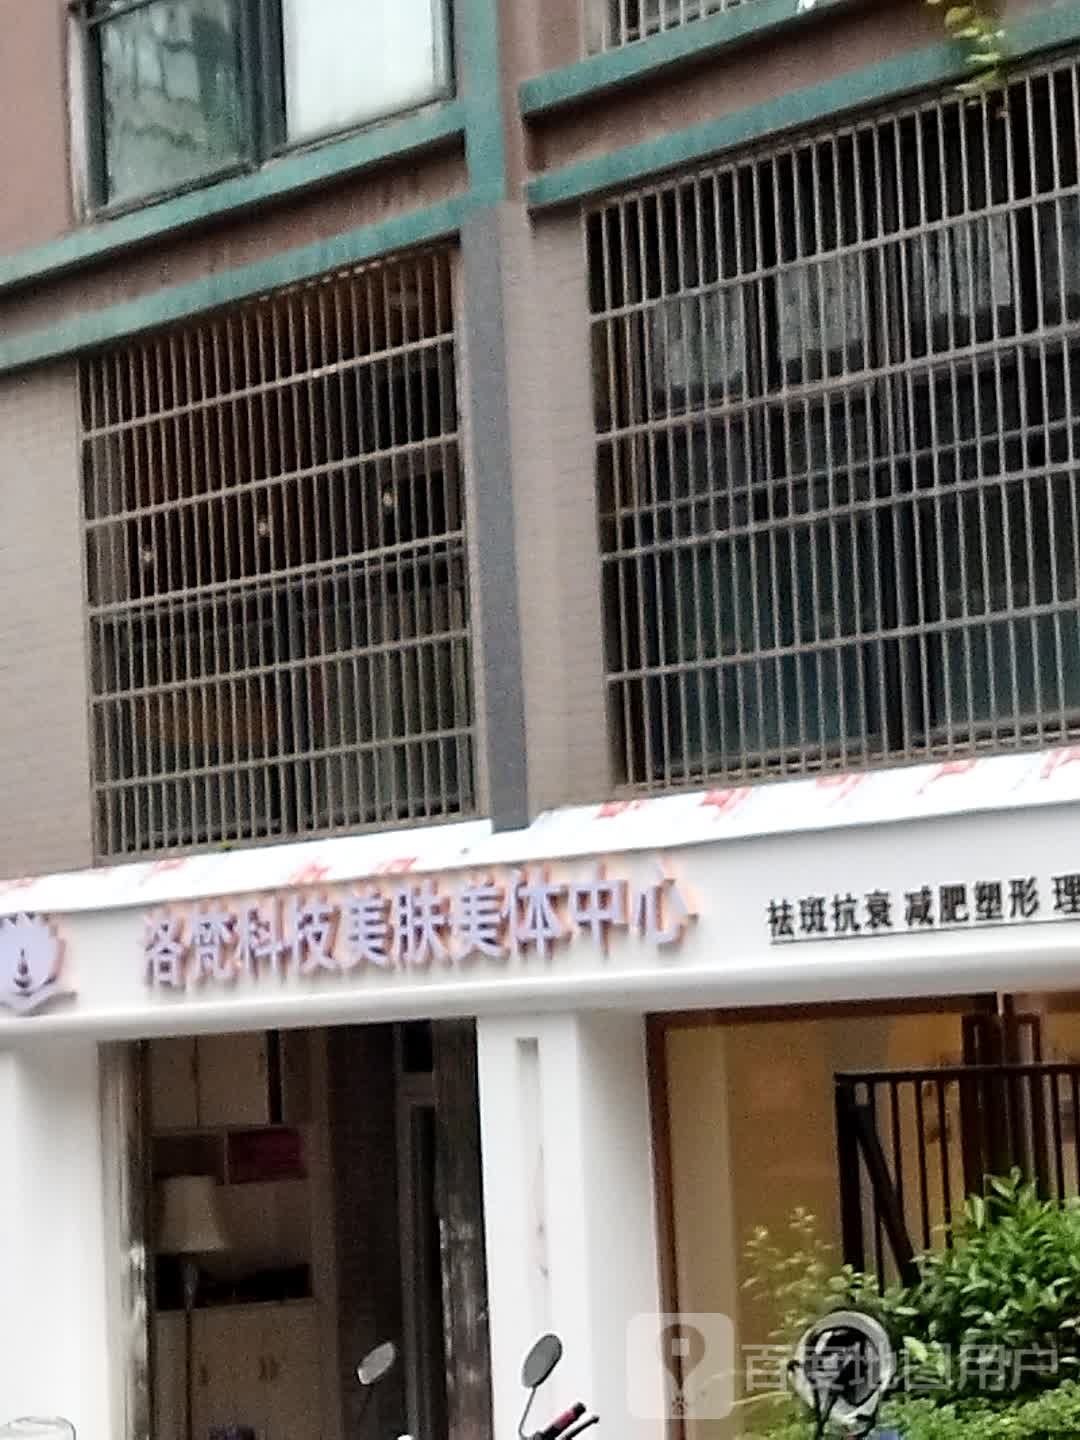 洛梵科技美肤美体中心
祛斑抗衰 减肥塑形 理
百度地图用户